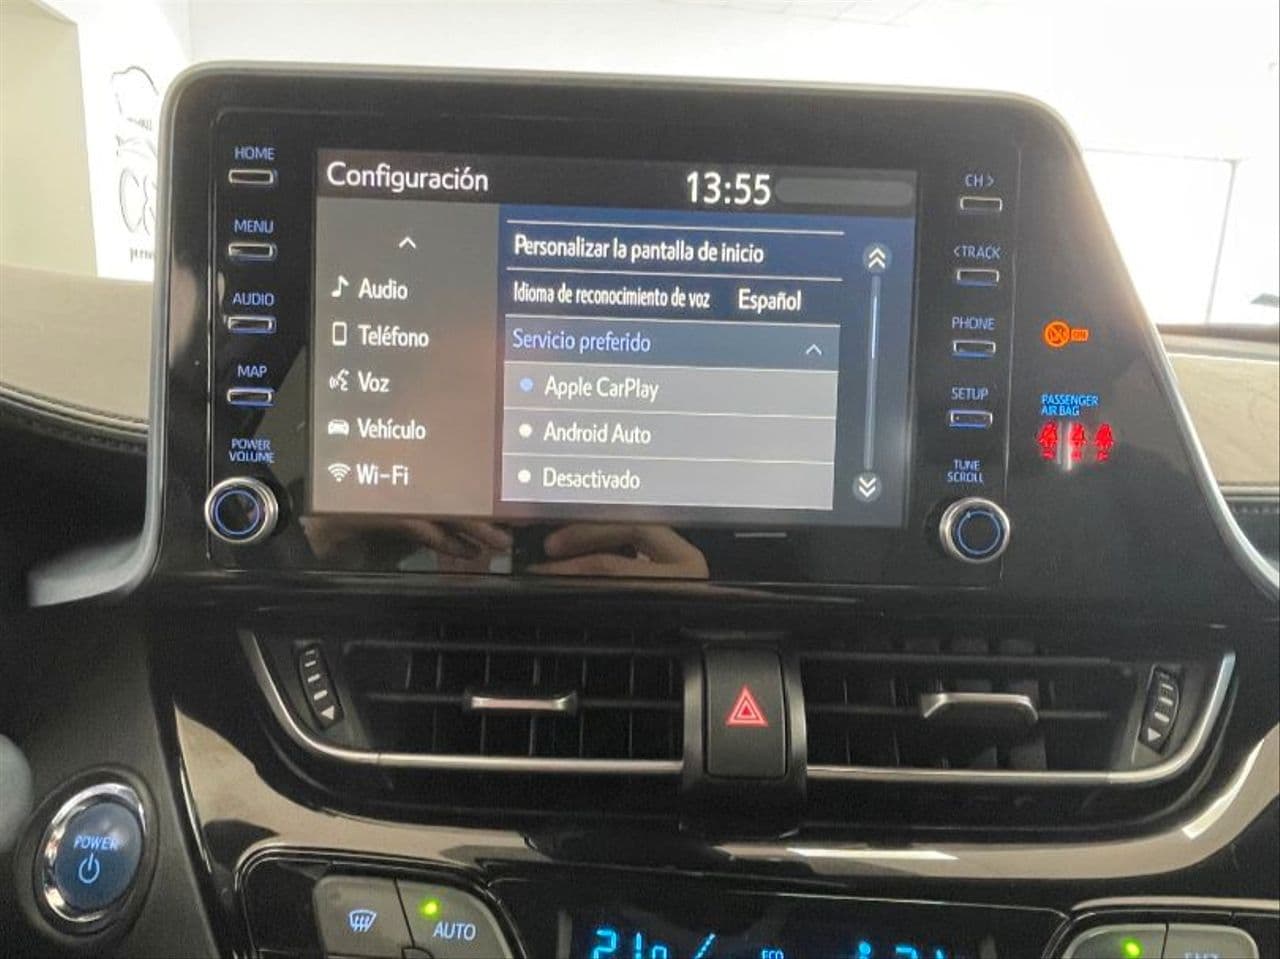 HOME
MENU
AUDIO
MAP
POWER
VOLUME
Configuración
13:55
Audio
Teléfono
Voz
Vehículo
Wi-Fi
Personalizar la pantalla de inicio
Idioma de reconocimiento de voz Español
Servicio preferido
Apple CarPlay
Android Auto
Desactivado
CH >
< TRACK
PHONE
SETUP
TUNE
SCROLL
PASSENGER
AIR BAG
POWER
AUTO
ECO